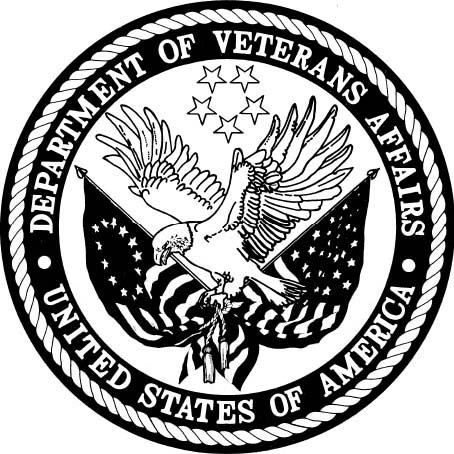 DEPARTMENT OF VETERANS AFFAIRS
UNITED STATES OF AMERICA